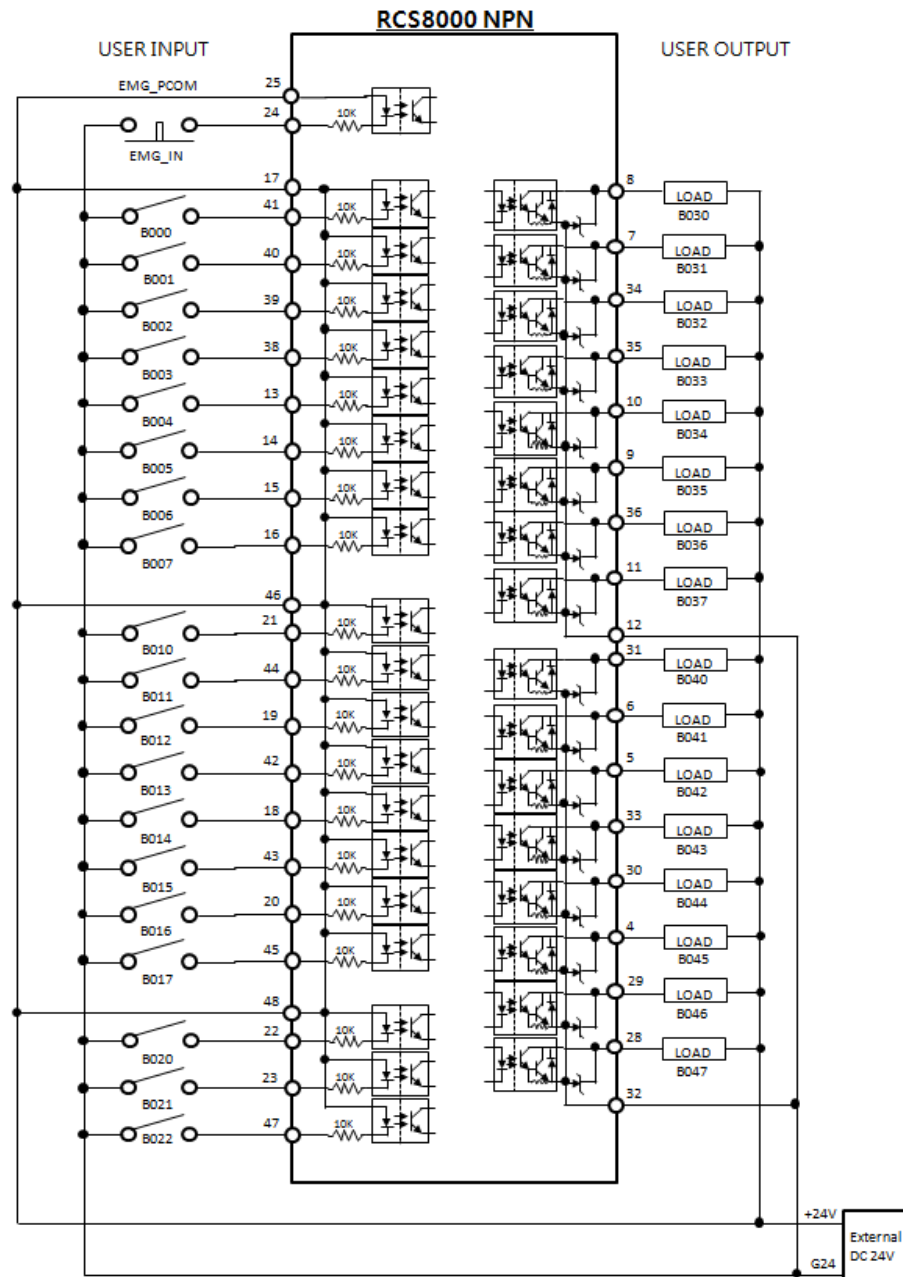 RCS8000 NPN
USER INPUT
USER OUTPUT
EMG_PCOM
25
24
10K
EMG_IN
17
8
LOAD
B030
41
10K
B000
7
LOAD
B031
40
10K
B001
34
LOAD
B032
39
10K
B002
35
LOAD
B033
38
10K
B003
10
LOAD
B034
13
10K
B004
9
LOAD
B035
14
10K
B005
36
LOAD
B036
15
10K
B006
11
LOAD
B037
16
10K
B007
46
12
21
10K
B010
31
LOAD
B040
44
10K
B011
6
LOAD
B041
19
10K
B012
5
LOAD
B042
42
10K
B013
33
LOAD
B043
18
10K
B014
30
LOAD
B044
43
10K
B015
4
LOAD
B045
20
10K
B016
29
LOAD
B046
45
10K
B017
28
LOAD
B047
48
22
10K
B020
23
10K
B021
32
47
10K
B022
+24V
External
DC 24V
G24